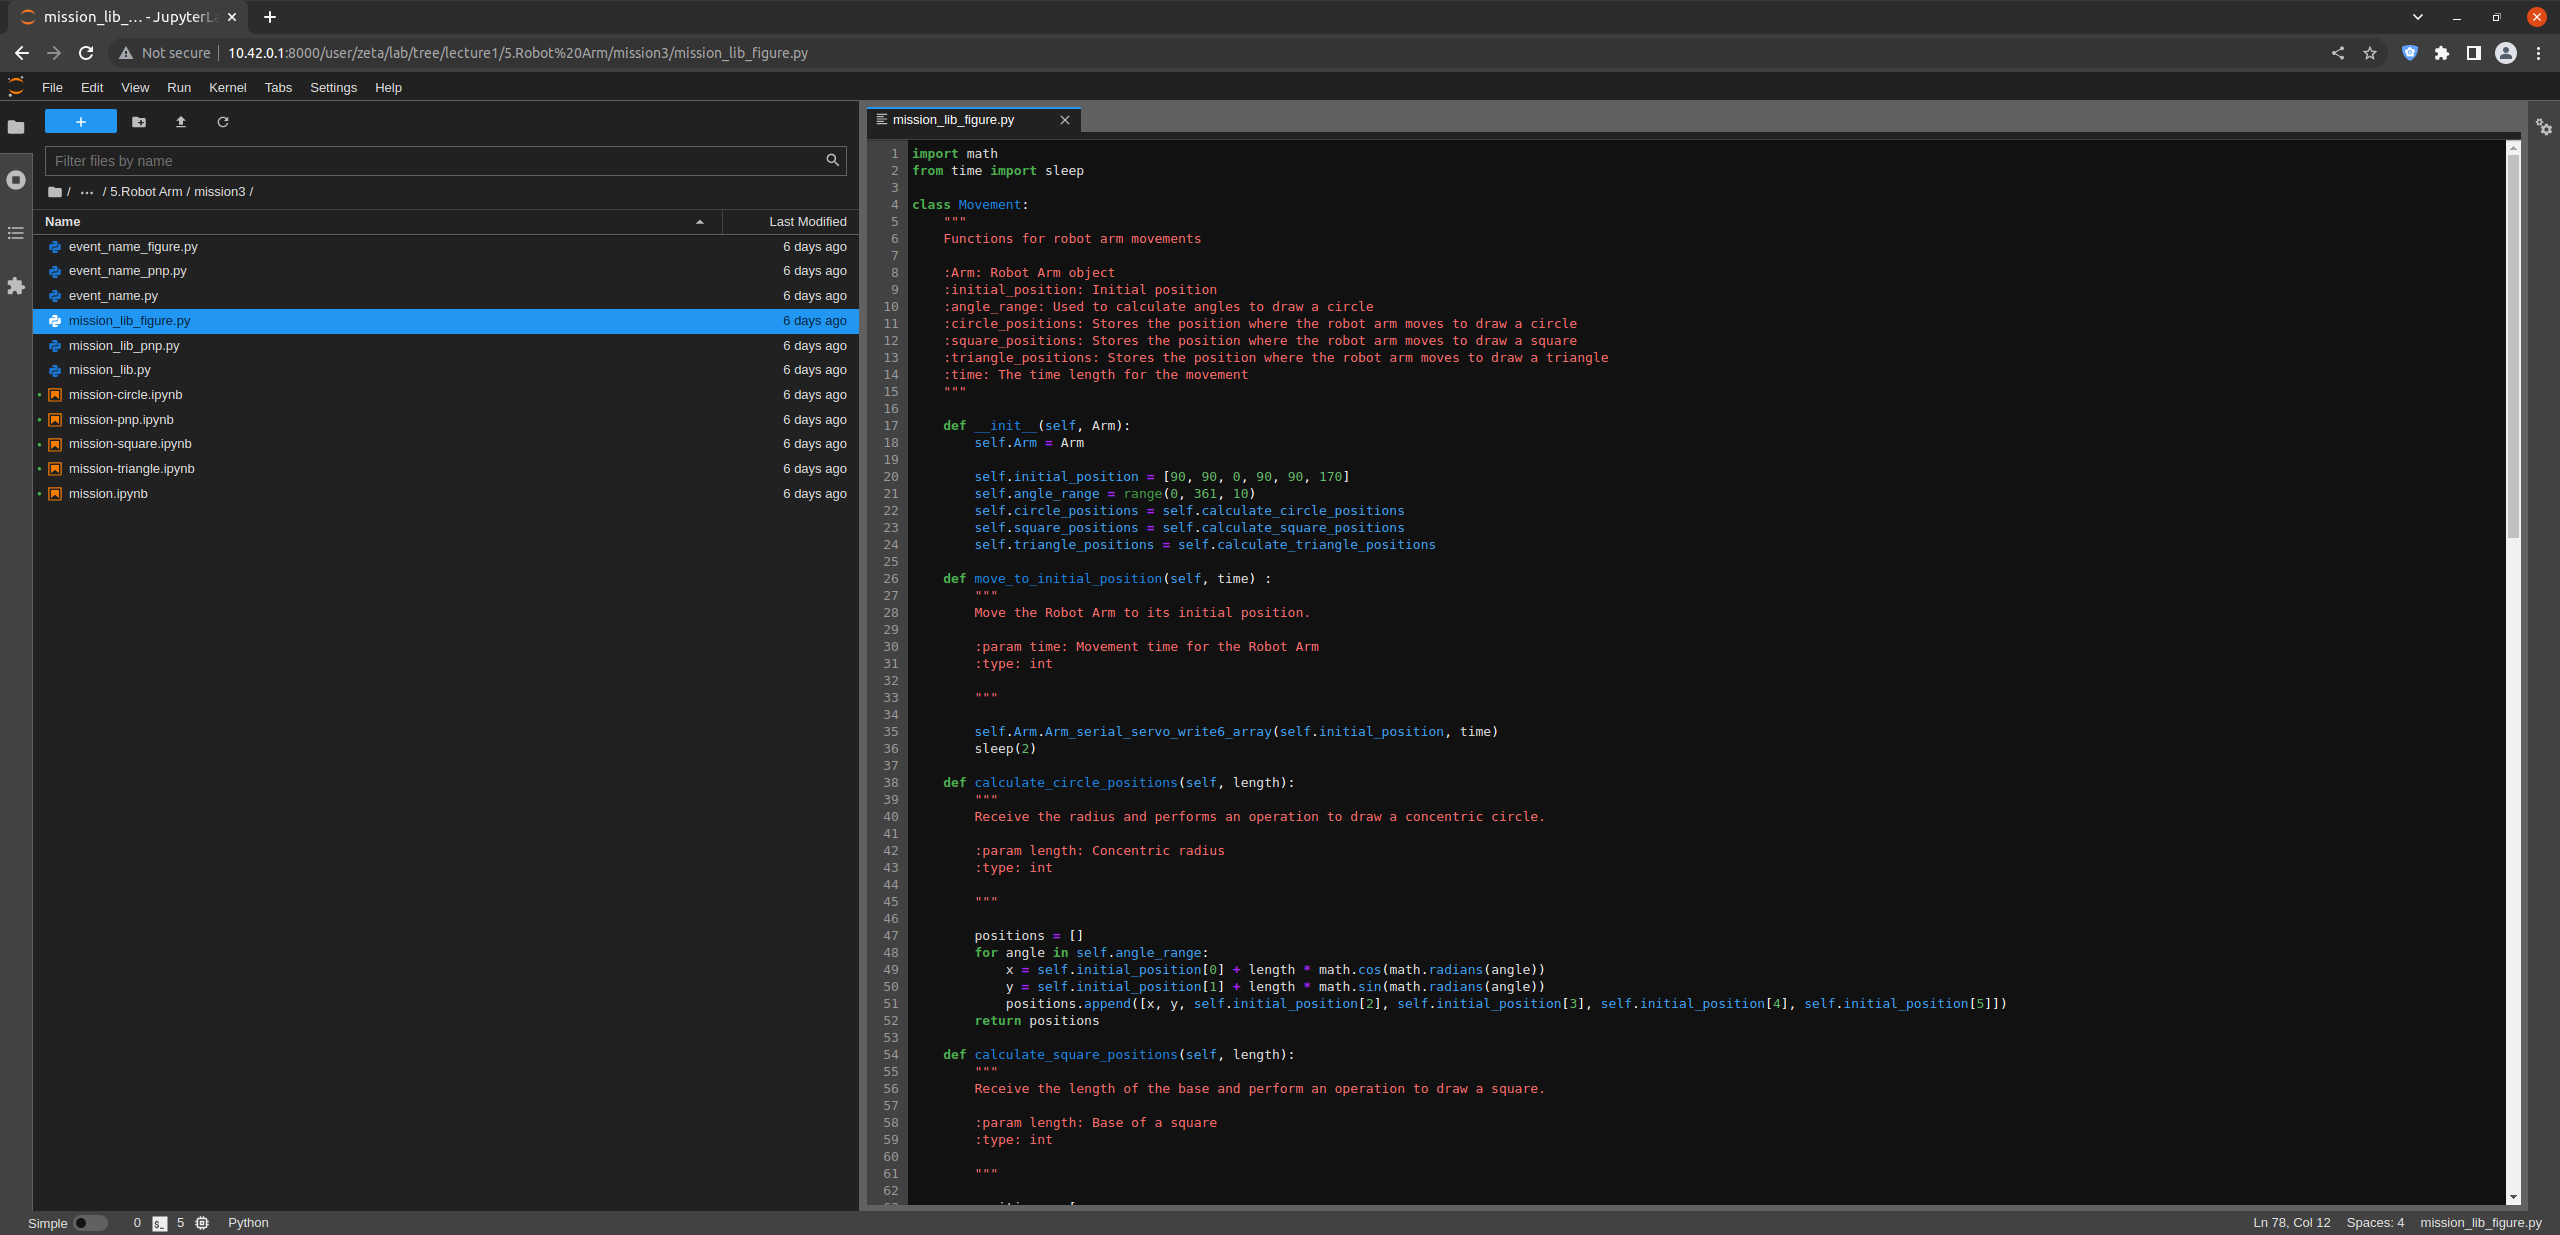 mission_lib_... - JupyterLa
Not secure | 10.42.0.1:8000/user/zeta/lab/tree/lecture1/5.Robot%20Arm/mission3/mission_lib_figure.py
File Edit View Run Kernel Tabs Settings Help
Filter files by name
/ ... / 5.Robot Arm / mission3 /
Name Last Modified
event_name_figure.py 6 days ago
event_name_pnp.py 6 days ago
event_name.py 6 days ago
mission_lib_figure.py 6 days ago
mission_lib_pnp.py 6 days ago
mission_lib.py 6 days ago
mission-circle.ipynb 6 days ago
mission-pnp.ipynb 6 days ago
mission-square.ipynb 6 days ago
mission-triangle.ipynb 6 days ago
mission.ipynb 6 days ago
mission_lib_figure.py
1 import math
2 from time import sleep
3
4 class Movement:
5     """
6     Functions for robot arm movements
7
8     :Arm: Robot Arm object
9     :initial_position: Initial position
10     :angle_range: Used to calculate angles to draw a circle
11     :circle_positions: Stores the position where the robot arm moves to draw a circle
12     :square_positions: Stores the position where the robot arm moves to draw a square
13     :triangle_positions: Stores the position where the robot arm moves to draw a triangle
14     :time: The time length for the movement
15     """
16
17     def __init__(self, Arm):
18         self.Arm = Arm
19
20         self.initial_position = [90, 90, 0, 90, 90, 170]
21         self.angle_range = range(0, 361, 10)
22         self.circle_positions = self.calculate_circle_positions
23         self.square_positions = self.calculate_square_positions
24         self.triangle_positions = self.calculate_triangle_positions
25
26     def move_to_initial_position(self, time) :
27         """
28         Move the Robot Arm to its initial position.
29
30         :param time: Movement time for the Robot Arm
31         :type: int
32
33         """
34
35         self.Arm.Arm_serial_servo_write6_array(self.initial_position, time)
36         sleep(2)
37
38     def calculate_circle_positions(self, length):
39         """
40         Receive the radius and performs an operation to draw a concentric circle.
41
42         :param length: Concentric radius
43         :type: int
44
45         """
46
47         positions = []
48         for angle in self.angle_range:
49             x = self.initial_position[0] + length * math.cos(math.radians(angle))
50             y = self.initial_position[1] + length * math.sin(math.radians(angle))
51             positions.append([x, y, self.initial_position[2], self.initial_position[3], self.initial_position[4], self.initial_position[5]])
52         return positions
53
54     def calculate_square_positions(self, length):
55         """
56         Receive the length of the base and perform an operation to draw a square.
57
58         :param length: Base of a square
59         :type: int
60
61         """
62
Simple 0 $_ 5 Python Ln 78, Col 12 Spaces: 4 mission_lib_figure.py